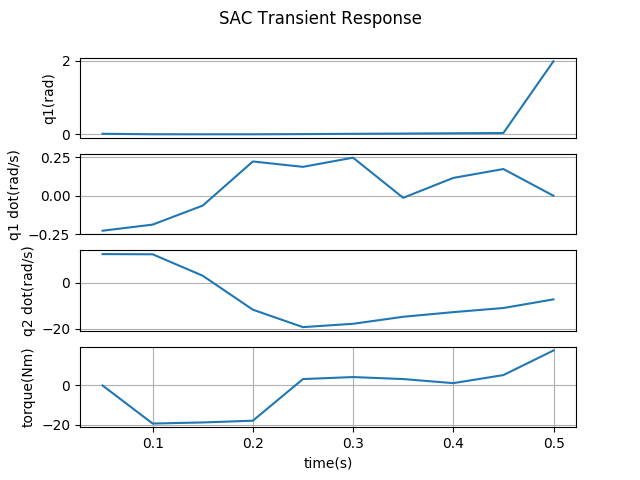 SAC Transient Response
q1(rad)
2
0
q1 dot(rad/s)
0.25
0.00
−0.25
q2 dot(rad/s)
0
−20
torque(Nm)
0
−20
0.1 0.2 0.3 0.4 0.5
time(s)